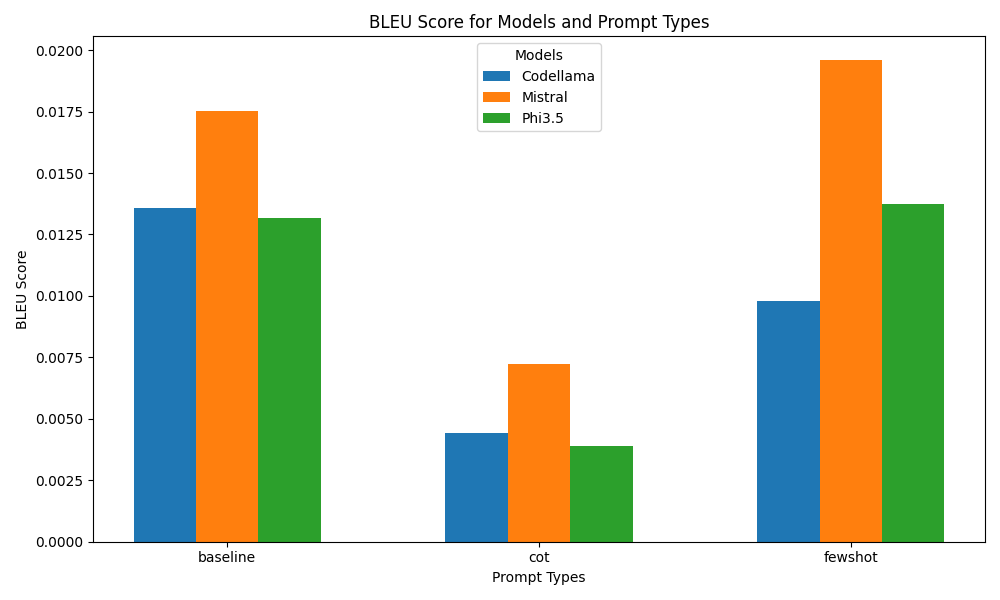 BLEU Score for Models and Prompt Types
Models
Codellama
Mistral
Phi3.5
BLEU Score
0.0200
0.0175
0.0150
0.0125
0.0100
0.0075
0.0050
0.0025
0.0000
baseline
cot
fewshot
Prompt Types